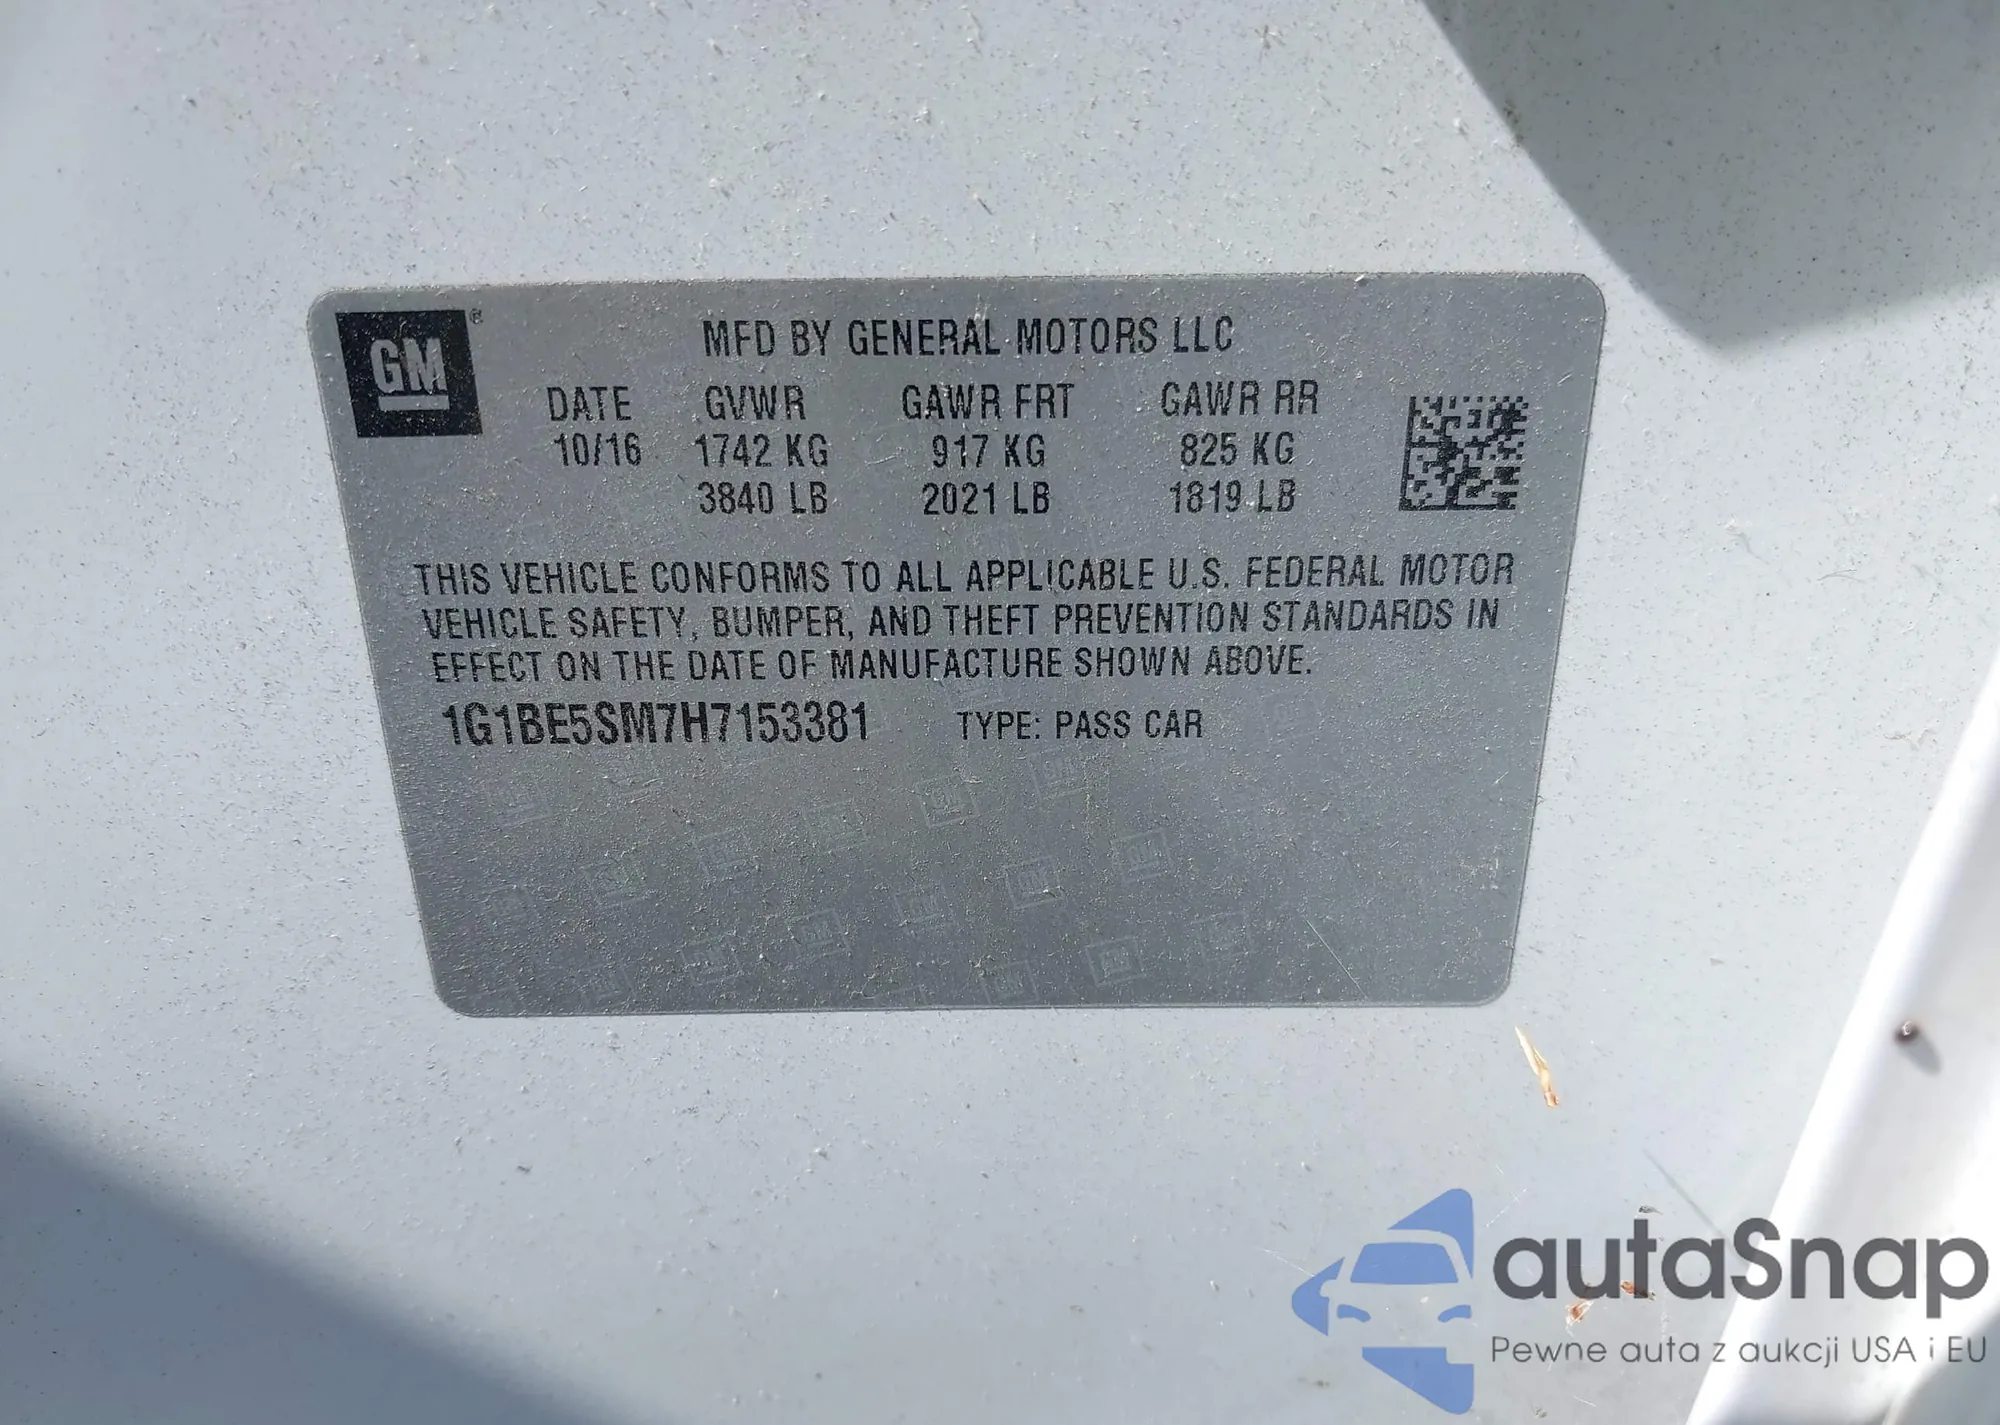 GM ®
MFD BY GENERAL MOTORS LLC
DATE GVWR GAWR FRT GAWR RR
10/16 1742 KG 917 KG 825 KG
3840 LB 2021 LB 1819 LB
THIS VEHICLE CONFORMS TO ALL APPLICABLE U.S. FEDERAL MOTOR
VEHICLE SAFETY, BUMPER, AND THEFT PREVENTION STANDARDS IN
EFFECT ON THE DATE OF MANUFACTURE SHOWN ABOVE.
1G1BE5SM7H7153381 TYPE: PASS CAR
autaSnap
Pewne auta z aukcji USA i EU